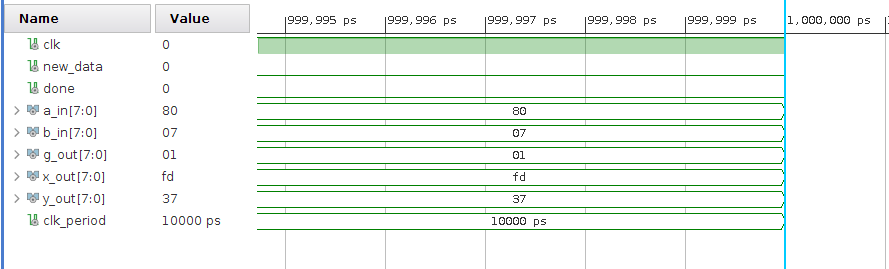 Name Value 999,995 ps 999,996 ps 999,997 ps 999,998 ps 999,999 ps 1,000,000 ps
clk 0
new_data 0
done 0
a_in[7:0] 80 80
b_in[7:0] 07 07
g_out[7:0] 01 01
x_out[7:0] fd fd
y_out[7:0] 37 37
clk_period 10000 ps 10000 ps